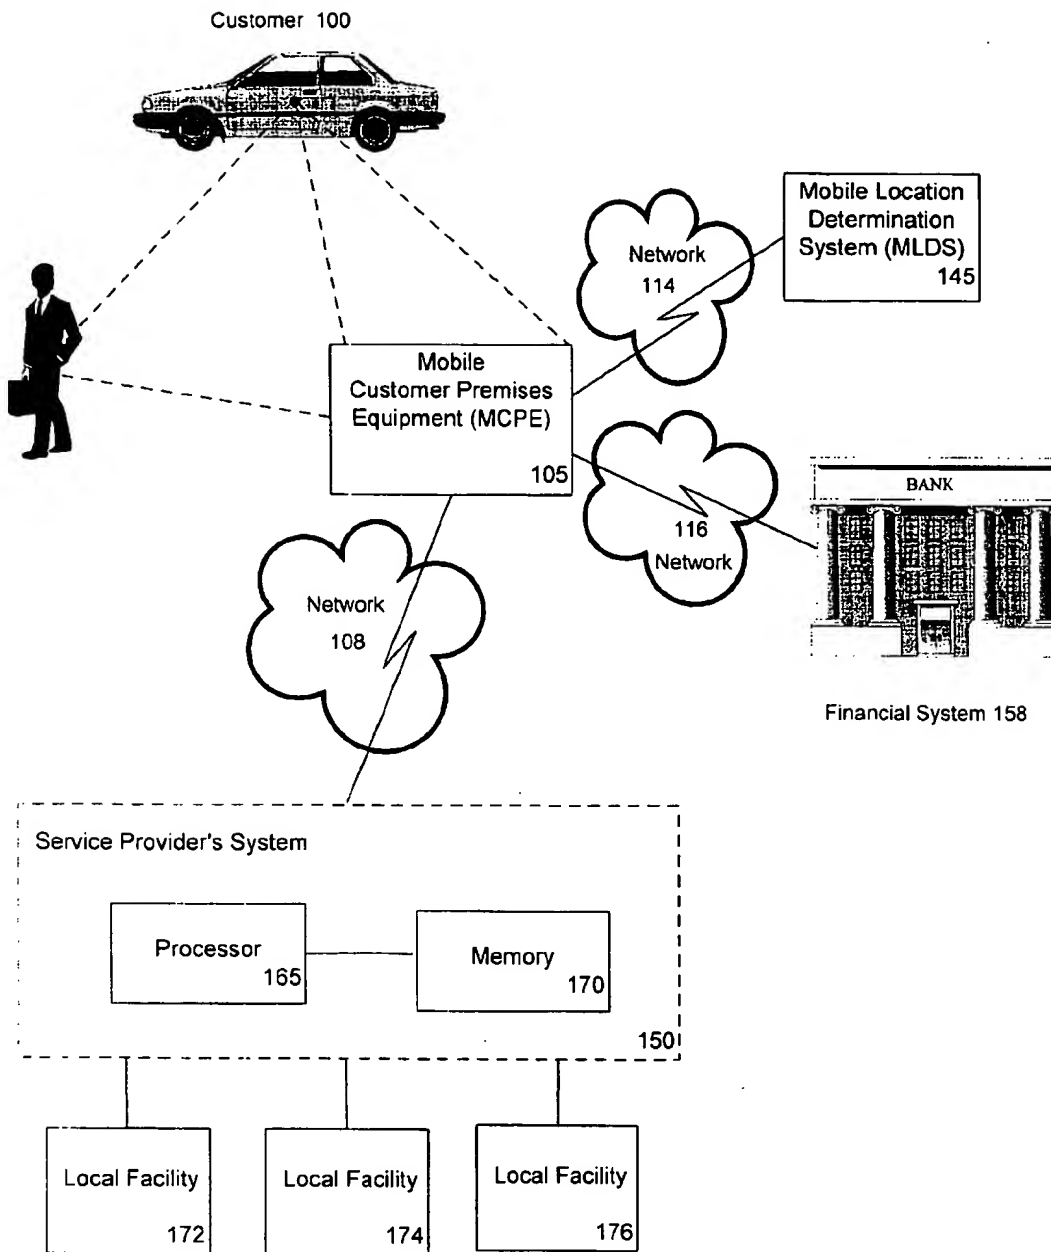 Customer 100
Mobile Location
Determination
System (MLDS)
145
Network
114
Mobile
Customer Premises
Equipment (MCPE)
105
BANK
116
Network
Network
108
Financial System 158
Service Provider's System
Processor
165
Memory
170
150
Local Facility
172
Local Facility
174
Local Facility
176